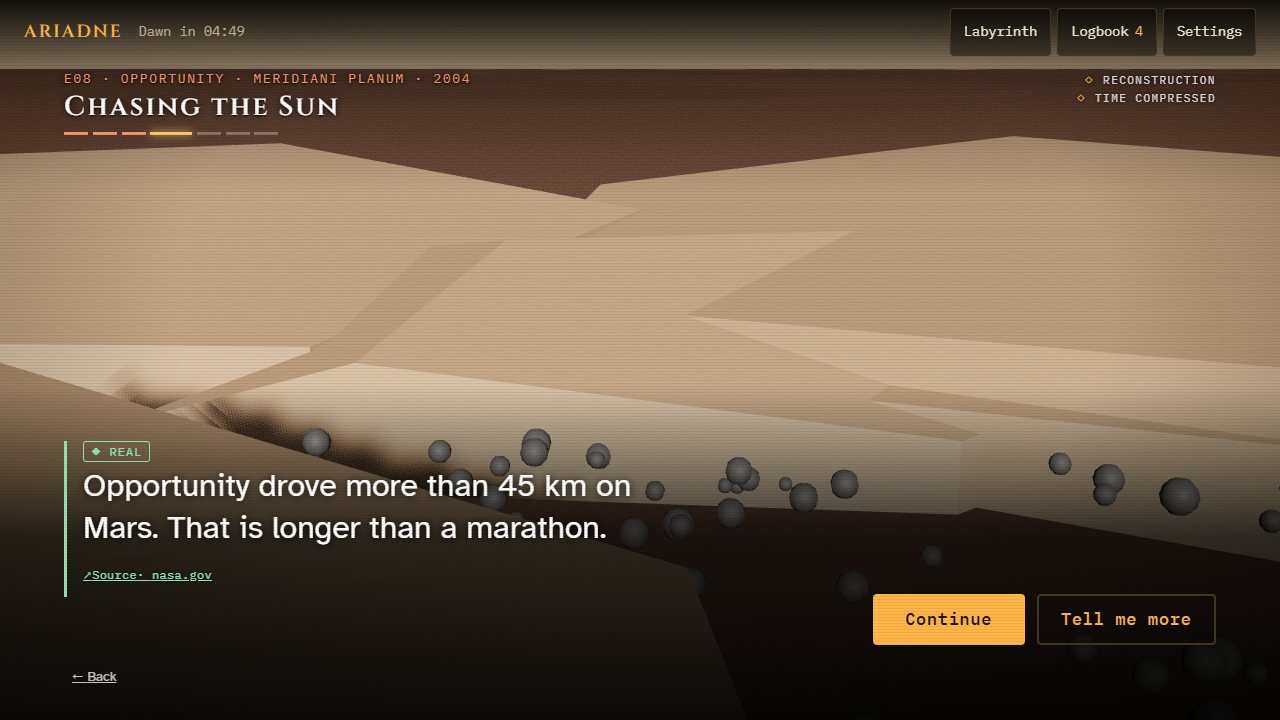 ARIADNE
Dawn in 04:49
Labyrinth
Logbook 4
Settings
E08 · OPPORTUNITY · MERIDIANI PLANUM · 2004
Chasing the Sun
◇ RECONSTRUCTION
◇ TIME COMPRESSED
◆ REAL
Opportunity drove more than 45 km on
Mars. That is longer than a marathon.
↗Source· nasa.gov
Continue
Tell me more
← Back